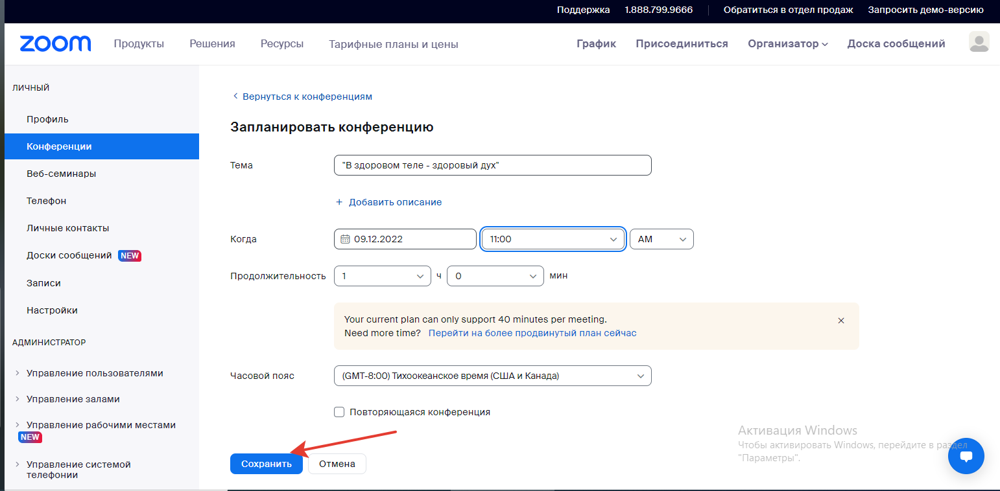 Поддержка 1.888.799.9666 Обратиться в отдел продаж Запросить демо-версию
zoom Продукты Решения Ресурсы Тарифные планы и цены График Присоединиться Организатор Доска сообщений
ЛИЧНЫЙ
Профиль
Конференции
Веб-семинары
Телефон
Личные контакты
Доски сообщений NEW
Записи
Настройки
АДМИНИСТРАТОР
Управление пользователями
Управление залами
Управление рабочими местами
NEW
Управление системой
телефонии
Вернуться к конференциям
Запланировать конференцию
Тема "В здоровом теле - здоровый дух"
+ Добавить описание
Когда 09.12.2022 11:00 AM
Продолжительность 1 ч 0 мин
Your current plan can only support 40 minutes per meeting.
Need more time? Перейти на более продвинутый план сейчас
Часовой пояс (GMT-8:00) Тихоокеанское время (США и Канада)
Повторяющаяся конференция
Сохранить Отмена
Активация Windows
Чтобы активировать Windows, перейдите в раздел
"Параметры".